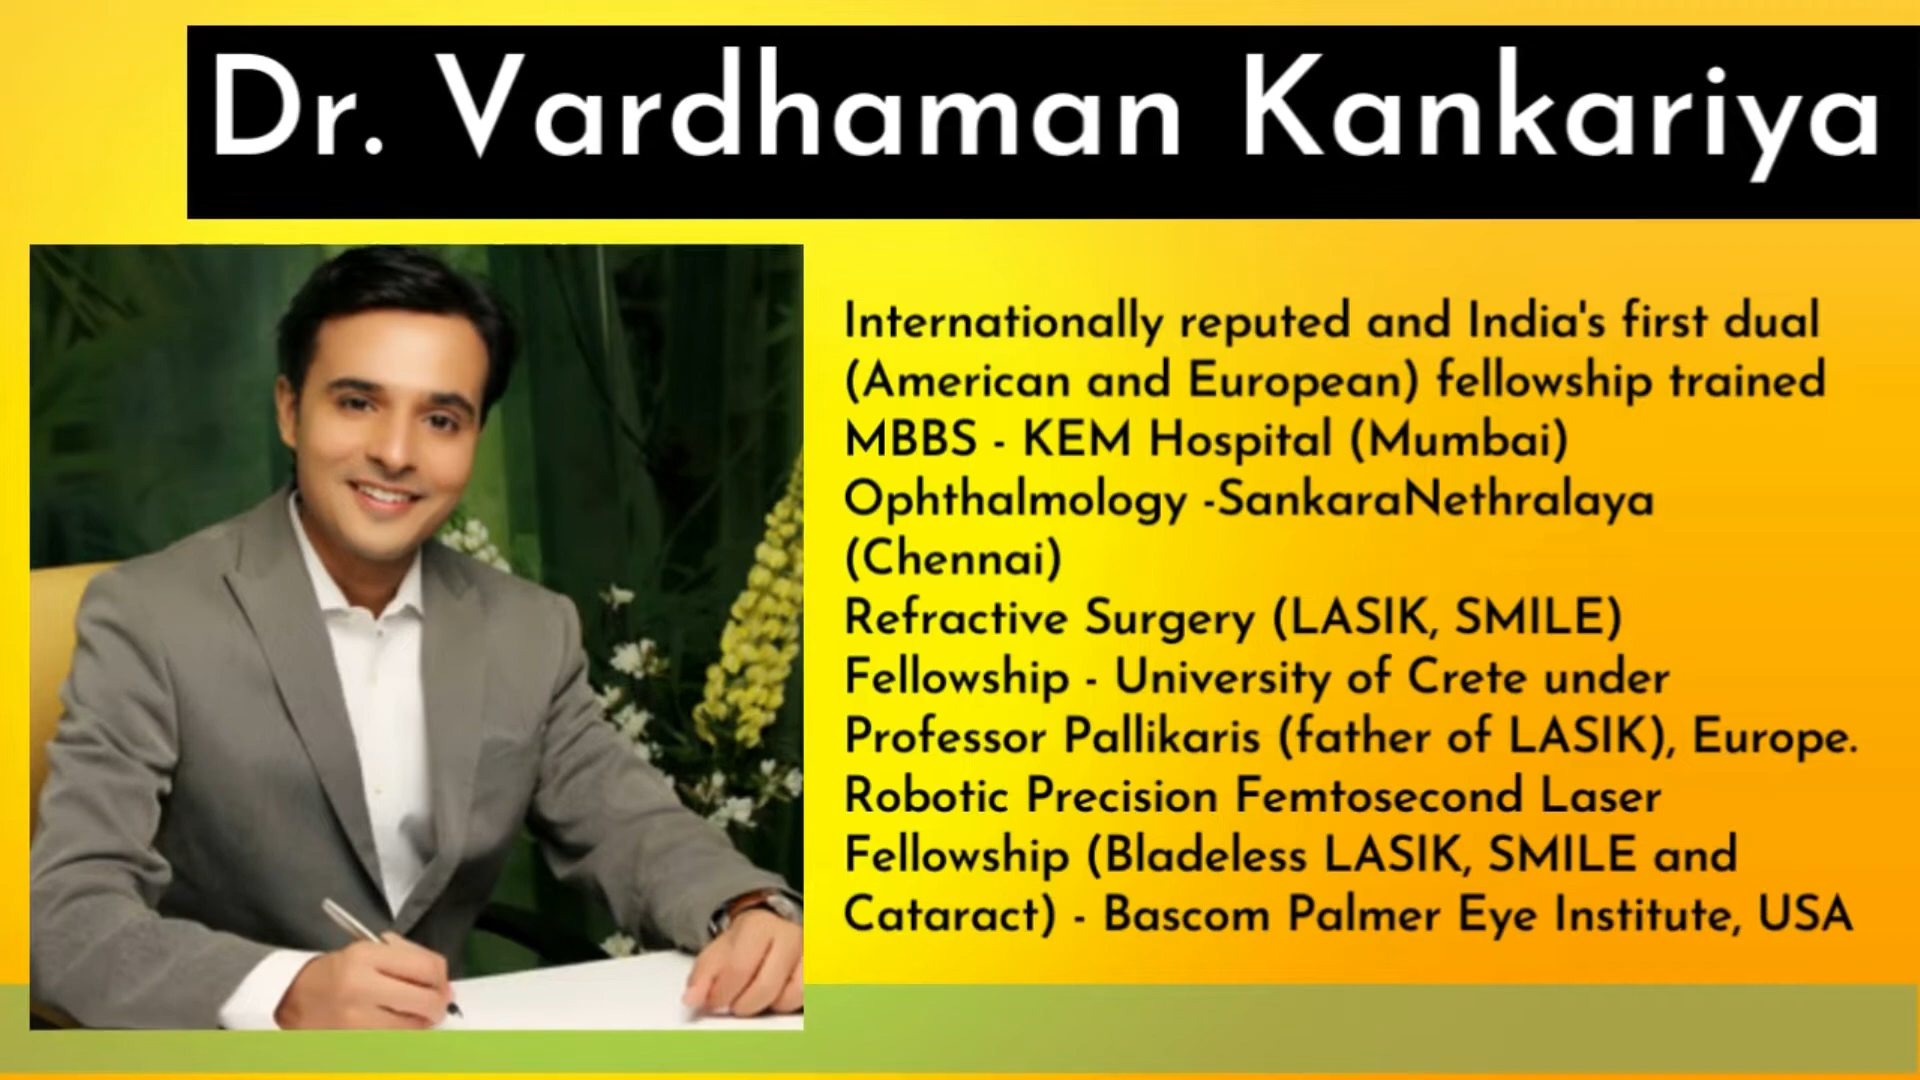 Dr. Vardhaman Kankariya
Internationally reputed and India's first dual
(American and European) fellowship trained
MBBS - KEM Hospital (Mumbai)
Ophthalmology -SankaraNethralaya
(Chennai)
Refractive Surgery (LASIK, SMILE)
Fellowship - University of Crete under
Professor Pallikaris (father of LASIK), Europe.
Robotic Precision Femtosecond Laser
Fellowship (Bladeless LASIK, SMILE and
Cataract) - Bascom Palmer Eye Institute, USA